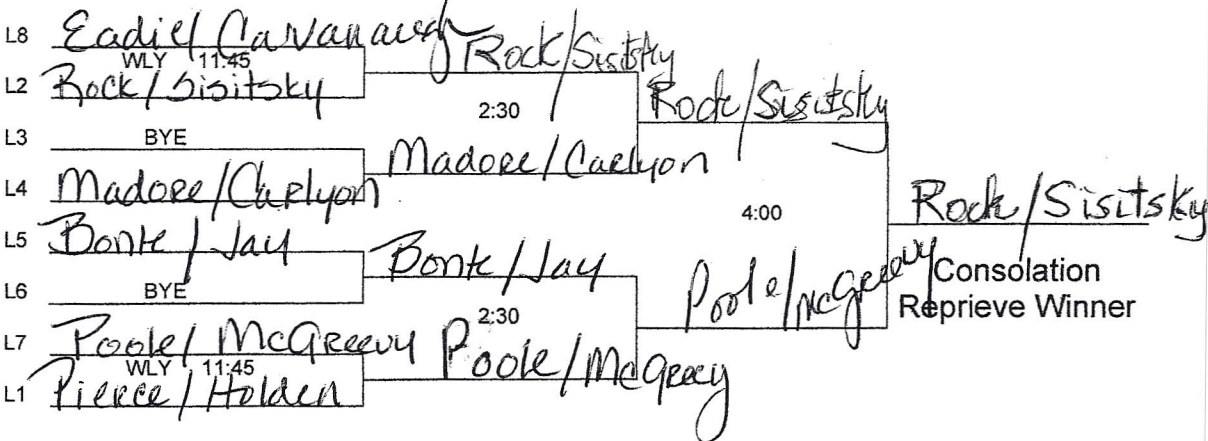 L8 Eadie/Cavanaugh
Rock/Sisitsky
WLY 11:45
L2 Rock/Sisitsky
Rock/Sisitsky
2:30
L3 BYE
Madore/Carlyon
L4 Madore/Carlyon
Rock/Sisitsky
4:00
L5 Bonte/Jay
Bonte/Jay
Poole/McGreevy
Consolation
Reprieve Winner
L6 BYE
2:30
L7 Poole/McGreevy
Poole/McGreevy
WLY 11:45
L1 Pierce/Holden